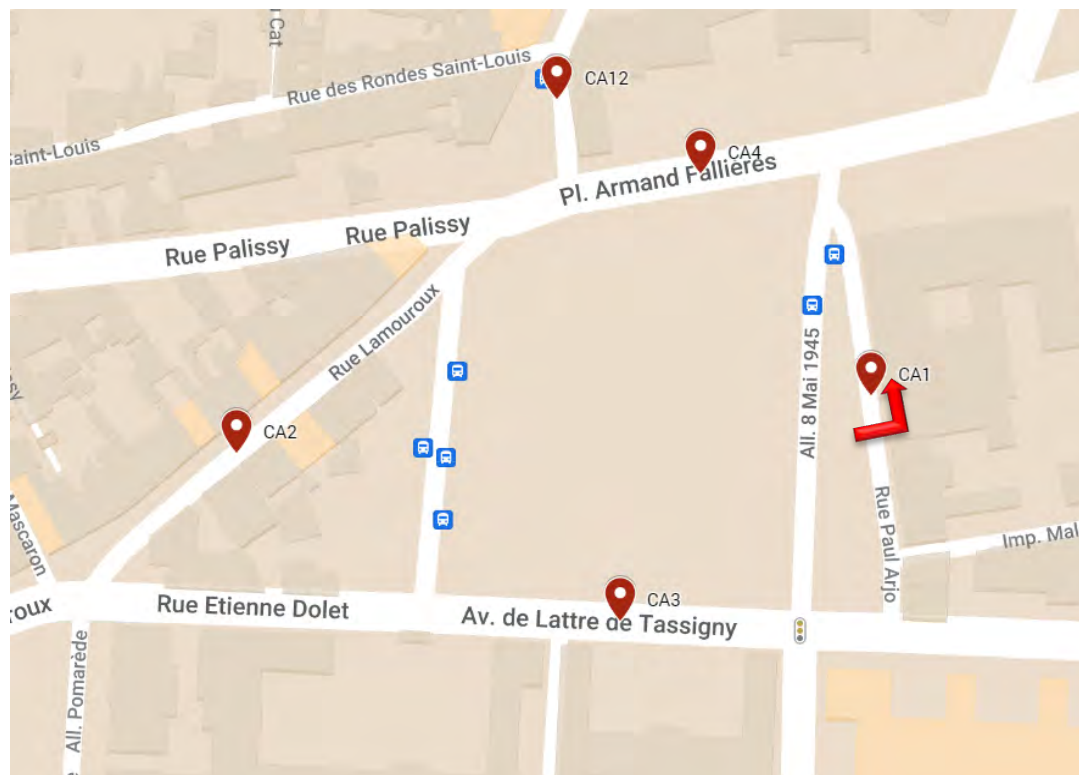 Cat
Rue des Rondes Saint-Louis
CA12
Saint-Louis
CA4
Pl. Armand Fallières
Rue Palissy
Rue Palissy
Rue Lamouroux
All. 8 Mai 1945
CA1
CA2
Rue Paul Arjo
Mascaron
Imp. Mal
roux
Rue Etienne Dolet
CA3
Av. de Lattre de Tassigny
All. Pomarède